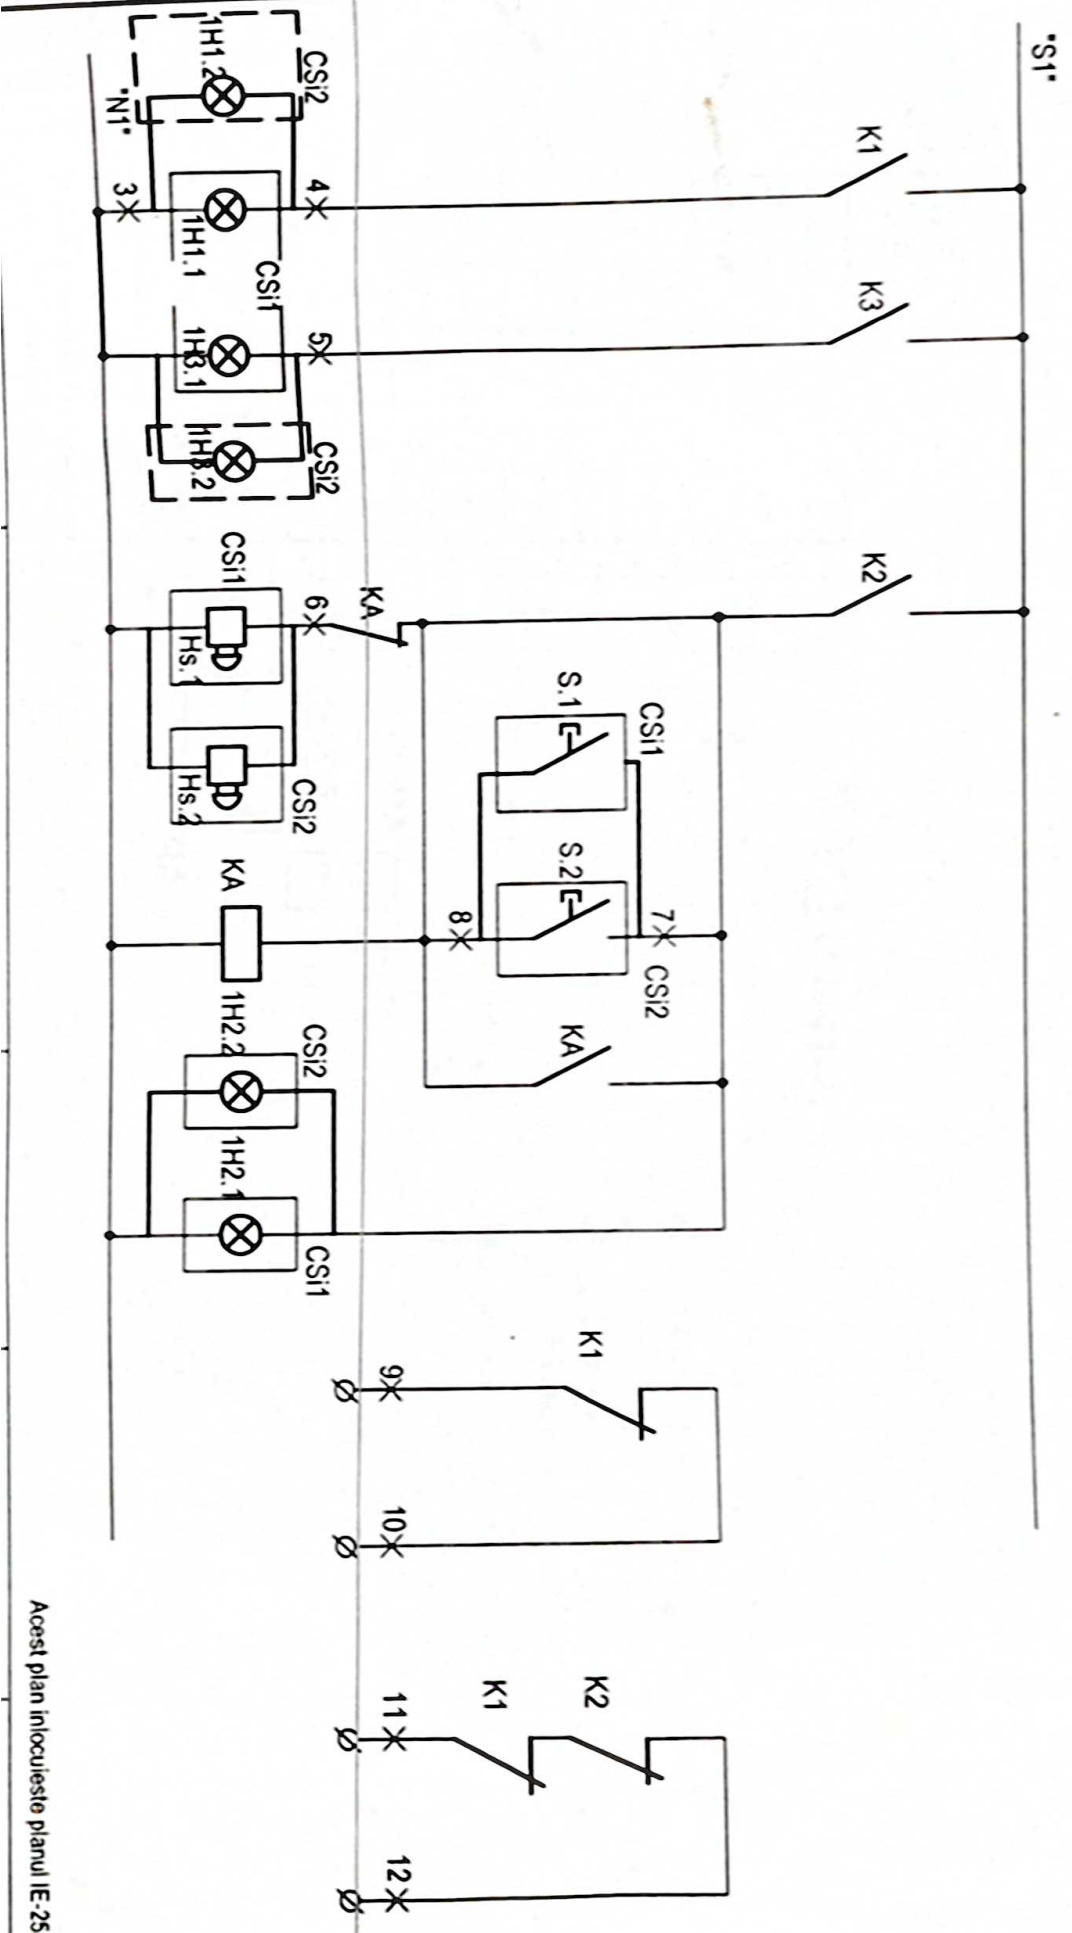 "S1"
K1
K3
K2
CSi2
1H1.2
"N1"
4
3
1H1.1
CSi1
5
1H3.1
CSi2
1H3.2
CSi1
6
KA
Hs.1
CSi2
Hs.2
S.1
CSi1
S.2
7
8
CSi2
KA
KA
1H2.2
CSi2
1H2.1
CSi1
K1
9
10
K2
K1
11
12
Acest plan inlocuieste planul IE-25